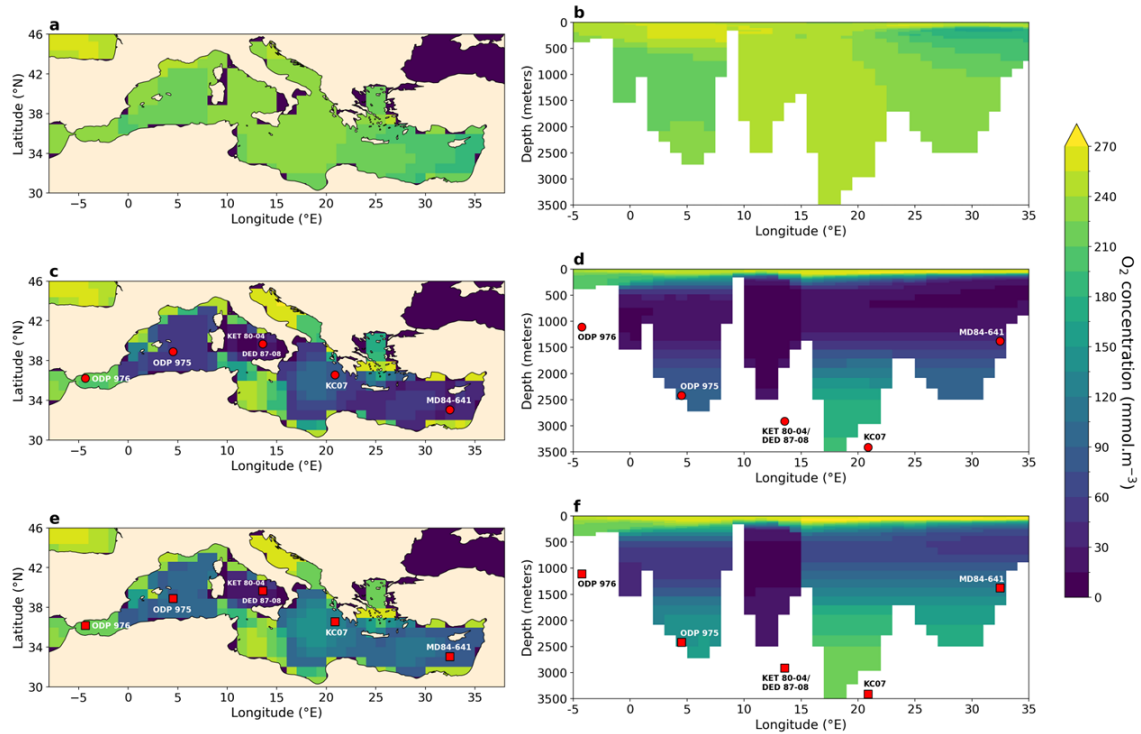 a
46
42
38
34
30
Latitude (°N)
−5
0
5
10
15
20
25
30
35
Longitude (°E)
b
0
500
1000
1500
2000
2500
3000
3500
Depth (meters)
-5
0
5
10
15
20
25
30
35
Longitude (°E)
c
46
42
38
34
30
Latitude (°N)
KET 80-04
DED 87-08
ODP 975
ODP 976
KC07
MD84-641
−5
0
5
10
15
20
25
30
35
Longitude (°E)
d
0
500
1000
1500
2000
2500
3000
3500
Depth (meters)
ODP 976
MD84-641
ODP 975
KET 80-04/
DED 87-08
KC07
-5
0
5
10
15
20
25
30
35
Longitude (°E)
e
46
42
38
34
30
Latitude (°N)
KET 80-04
DED 87-08
ODP 975
ODP 976
KC07
MD84-641
−5
0
5
10
15
20
25
30
35
Longitude (°E)
f
0
500
1000
1500
2000
2500
3000
3500
Depth (meters)
ODP 976
MD84-641
ODP 975
KET 80-04/
DED 87-08
KC07
-5
0
5
10
15
20
25
30
35
Longitude (°E)
270
240
210
180
150
120
90
60
30
0
O₂ concentration (mmol.m⁻³)